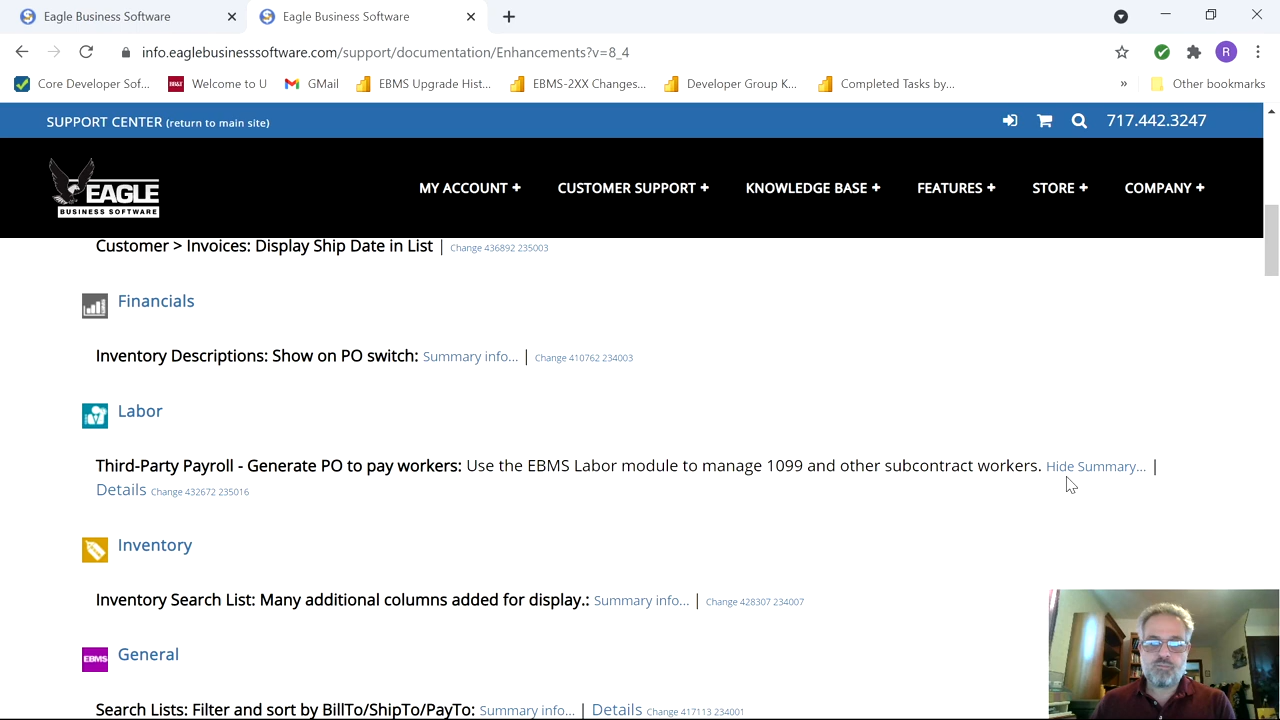 Eagle Business Software
Eagle Business Software
info.eaglebusinesssoftware.com/support/documentation/Enhancements?v=8_4
R
Core Developer Sof...
Welcome to U
GMail
EBMS Upgrade Hist...
EBMS-2XX Changes...
Developer Group K...
Completed Tasks by...
»
Other bookmarks
SUPPORT CENTER (return to main site)
717.442.3247
EAGLE
BUSINESS SOFTWARE
MY ACCOUNT +
CUSTOMER SUPPORT +
KNOWLEDGE BASE +
FEATURES +
STORE +
COMPANY +
Customer > Invoices: Display Ship Date in List | Change 436892 235003
Financials
Inventory Descriptions: Show on PO switch: Summary info... | Change 410762 234003
Labor
Third-Party Payroll - Generate PO to pay workers: Use the EBMS Labor module to manage 1099 and other subcontract workers. Hide Summary... |
Details Change 432672 235016
Inventory
Inventory Search List: Many additional columns added for display.: Summary info... | Change 428307 234007
EBMS
General
Search Lists: Filter and sort by BillTo/ShipTo/PayTo: Summary info... | Details Change 417113 234001